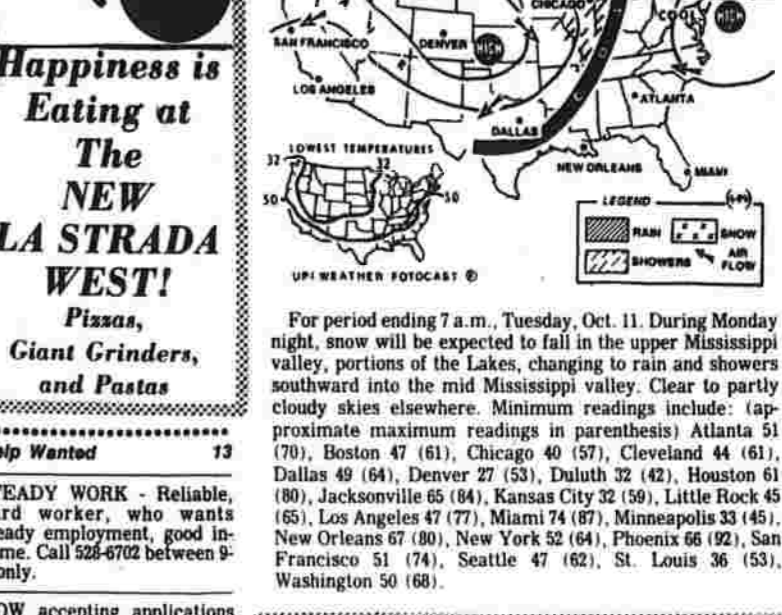 Happiness is
Eating at
The
NEW
LA STRADA
WEST!
Pizzas,
Giant Grinders,
and Pastas
Help Wanted 13
STEADY WORK - Reliable,
hard worker, who wants
steady employment, good in-
come. Call 528-6702 between 9-
only.
NOW accepting applications
CHICAGO
COOL
HIGH
SAN FRANCISCO
DENVER
HIGH
LOS ANGELES
ATLANTA
DALLAS
NEW ORLEANS
MIAMI
LOWEST TEMPERATURES
32
32
50
50
UPI WEATHER FOTOCAST ®
LEGEND
(UPI)
RAIN
SNOW
SHOWERS
AIR
FLOW
For period ending 7 a.m., Tuesday, Oct. 11. During Monday
night, snow will be expected to fall in the upper Mississippi
valley, portions of the Lakes, changing to rain and showers
southward into the mid Mississippi valley. Clear to partly
cloudy skies elsewhere. Minimum readings include: (ap-
proximate maximum readings in parenthesis) Atlanta 51
(70), Boston 47 (61), Chicago 40 (57), Cleveland 44 (61),
Dallas 49 (64), Denver 27 (53), Duluth 32 (42), Houston 61
(80), Jacksonville 65 (84), Kansas City 32 (59), Little Rock 45
(65), Los Angeles 47 (77), Miami 74 (87), Minneapolis 33 (45),
New Orleans 67 (80), New York 52 (64), Phoenix 66 (92), San
Francisco 51 (74), Seattle 47 (62), St. Louis 36 (53),
Washington 50 (68).